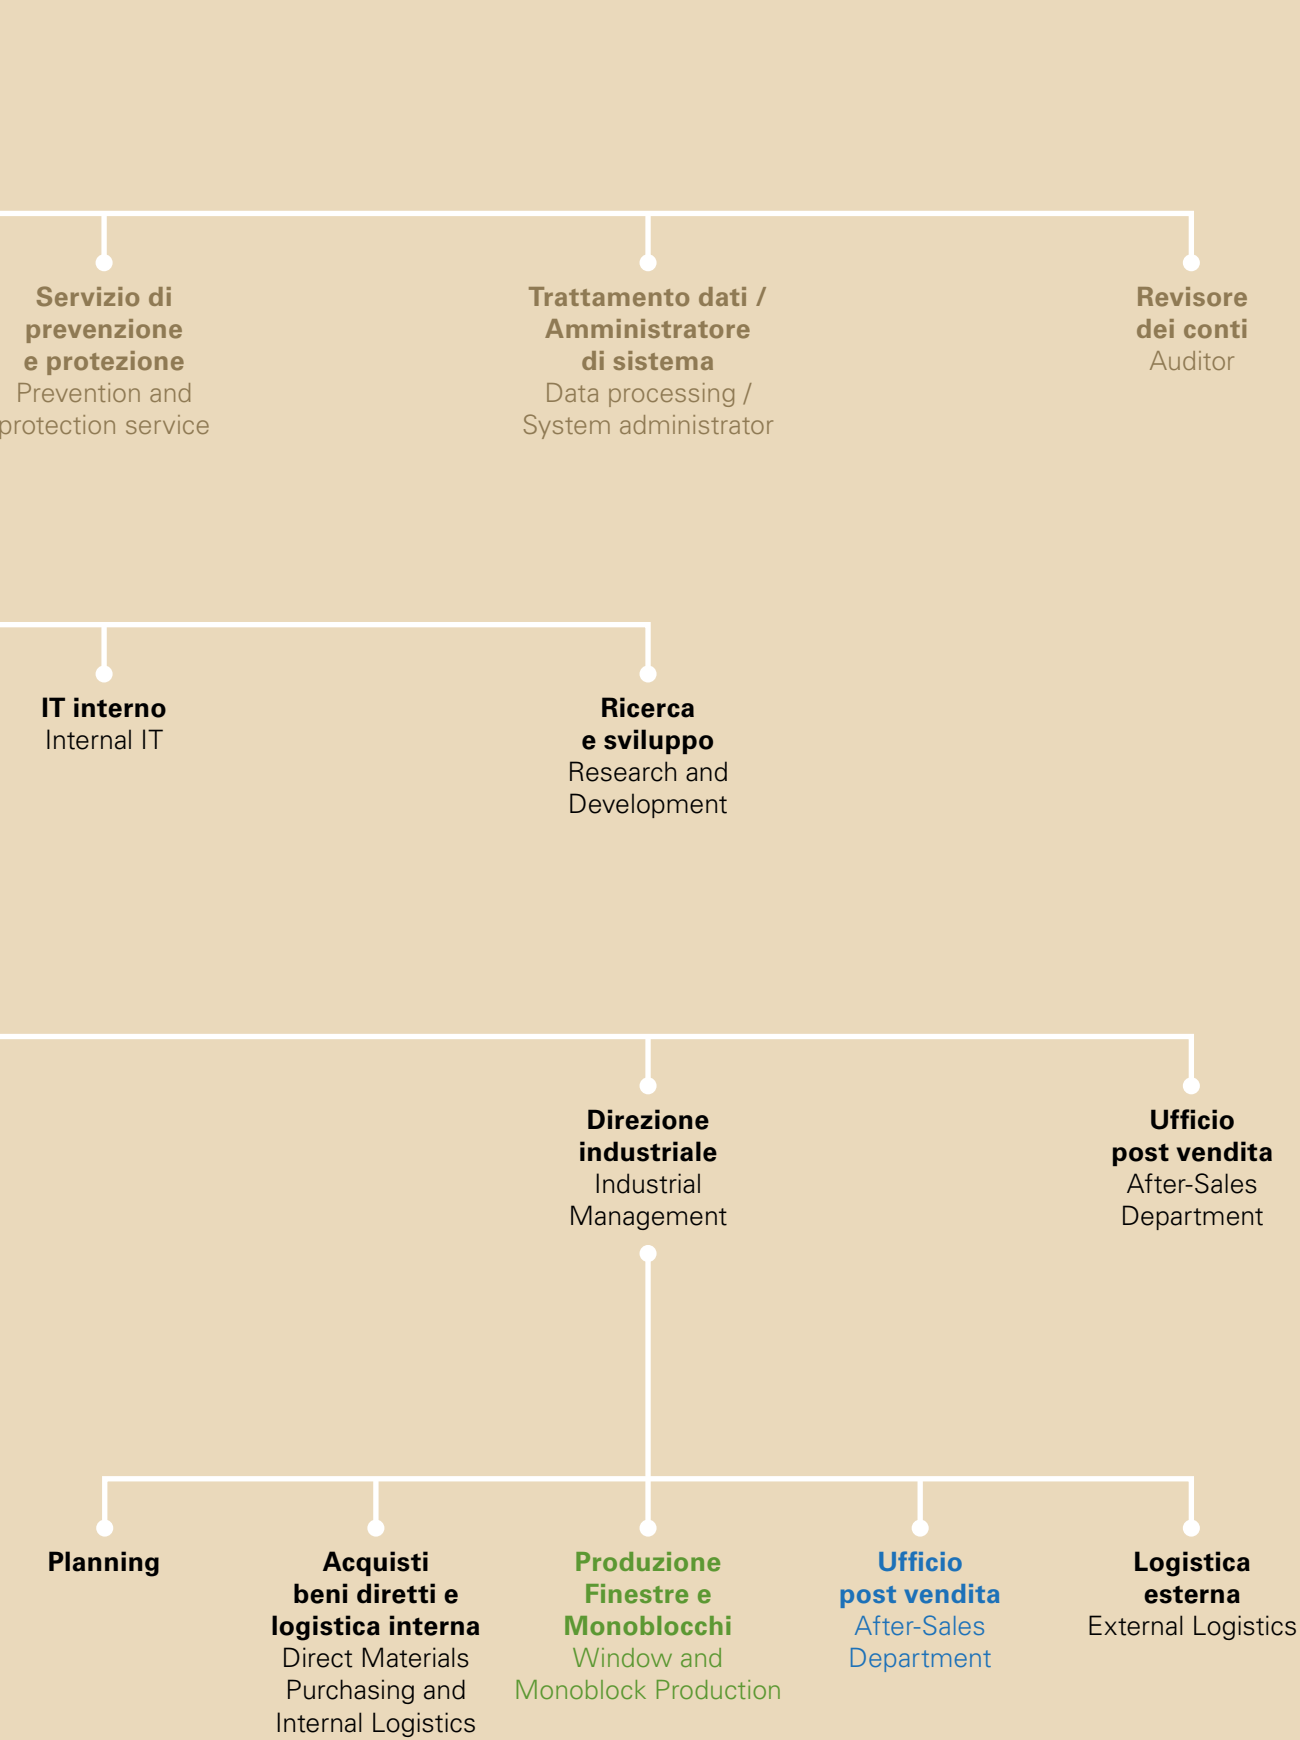 Servizio di
prevenzione
e protezione
Prevention and
protection service
Trattamento dati /
Amministratore
di sistema
Data processing /
System administrator
Revisore
dei conti
Auditor
IT interno
Internal IT
Ricerca
e sviluppo
Research and
Development
Direzione
industriale
Industrial
Management
Ufficio
post vendita
After-Sales
Department
Planning
Acquisti
beni diretti e
logistica interna
Direct Materials
Purchasing and
Internal Logistics
Produzione
Finestre e
Monoblocchi
Window and
Monoblock Production
Ufficio
post vendita
After-Sales
Department
Logistica
esterna
External Logistics